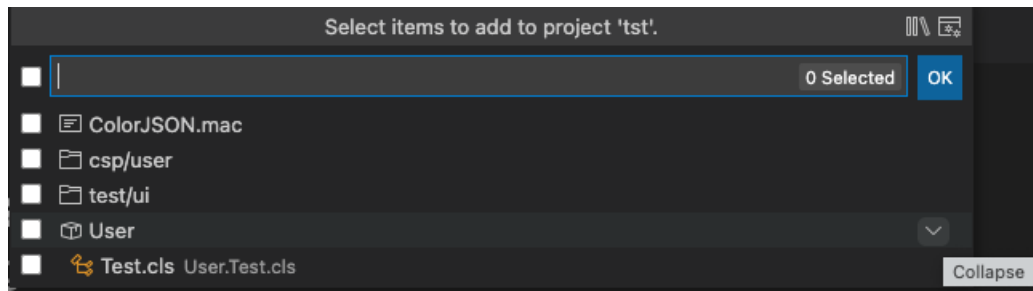 Select items to add to project 'tst'.
0 Selected OK
ColorJSON.mac
csp/user
test/ui
User
Test.cls User.Test.cls
Collapse